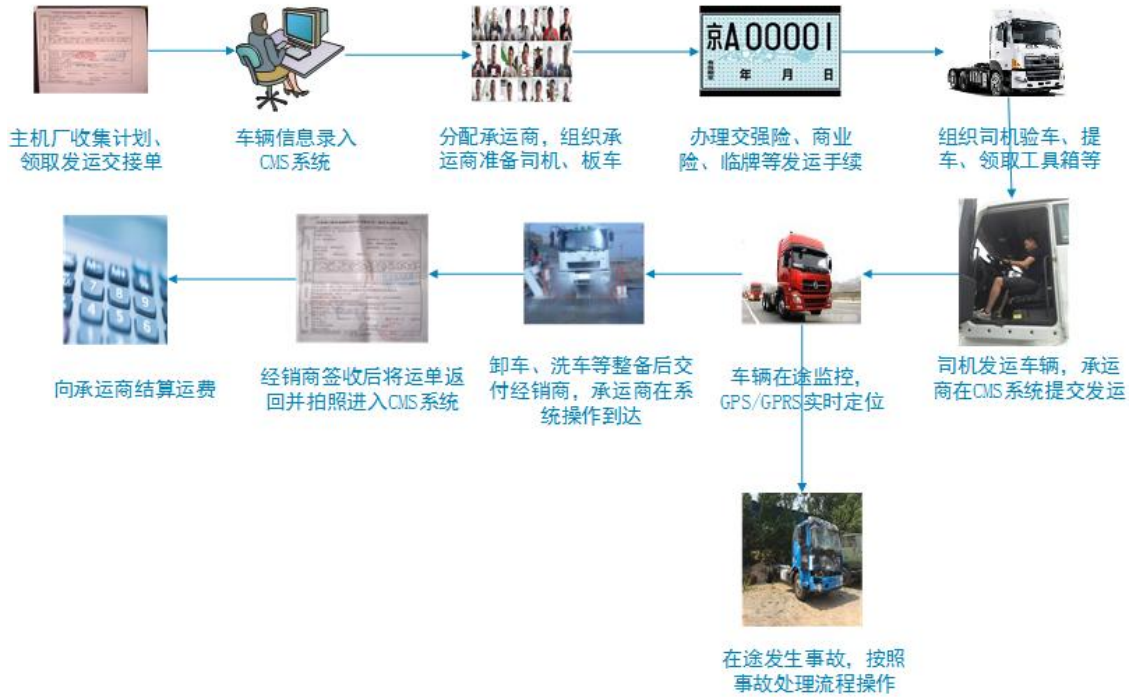 京A00001
年 月 日
主机厂收集计划、
领取发运交接单
车辆信息录入
CMS系统
分配承运商，组织承
运商准备司机、板车
办理交强险、商业
险、临牌等发运手续
组织司机验车、提
车、领取工具箱等
司机发运车辆，承运
商在CMS系统提交发运
车辆在途监控，
GPS/GPRS实时定位
卸车、洗车等整备后交
付经销商，承运商在系
统操作到达
经销商签收后将运单返
回并拍照进入CMS系统
向承运商结算运费
在途发生事故，按照
事故处理流程操作